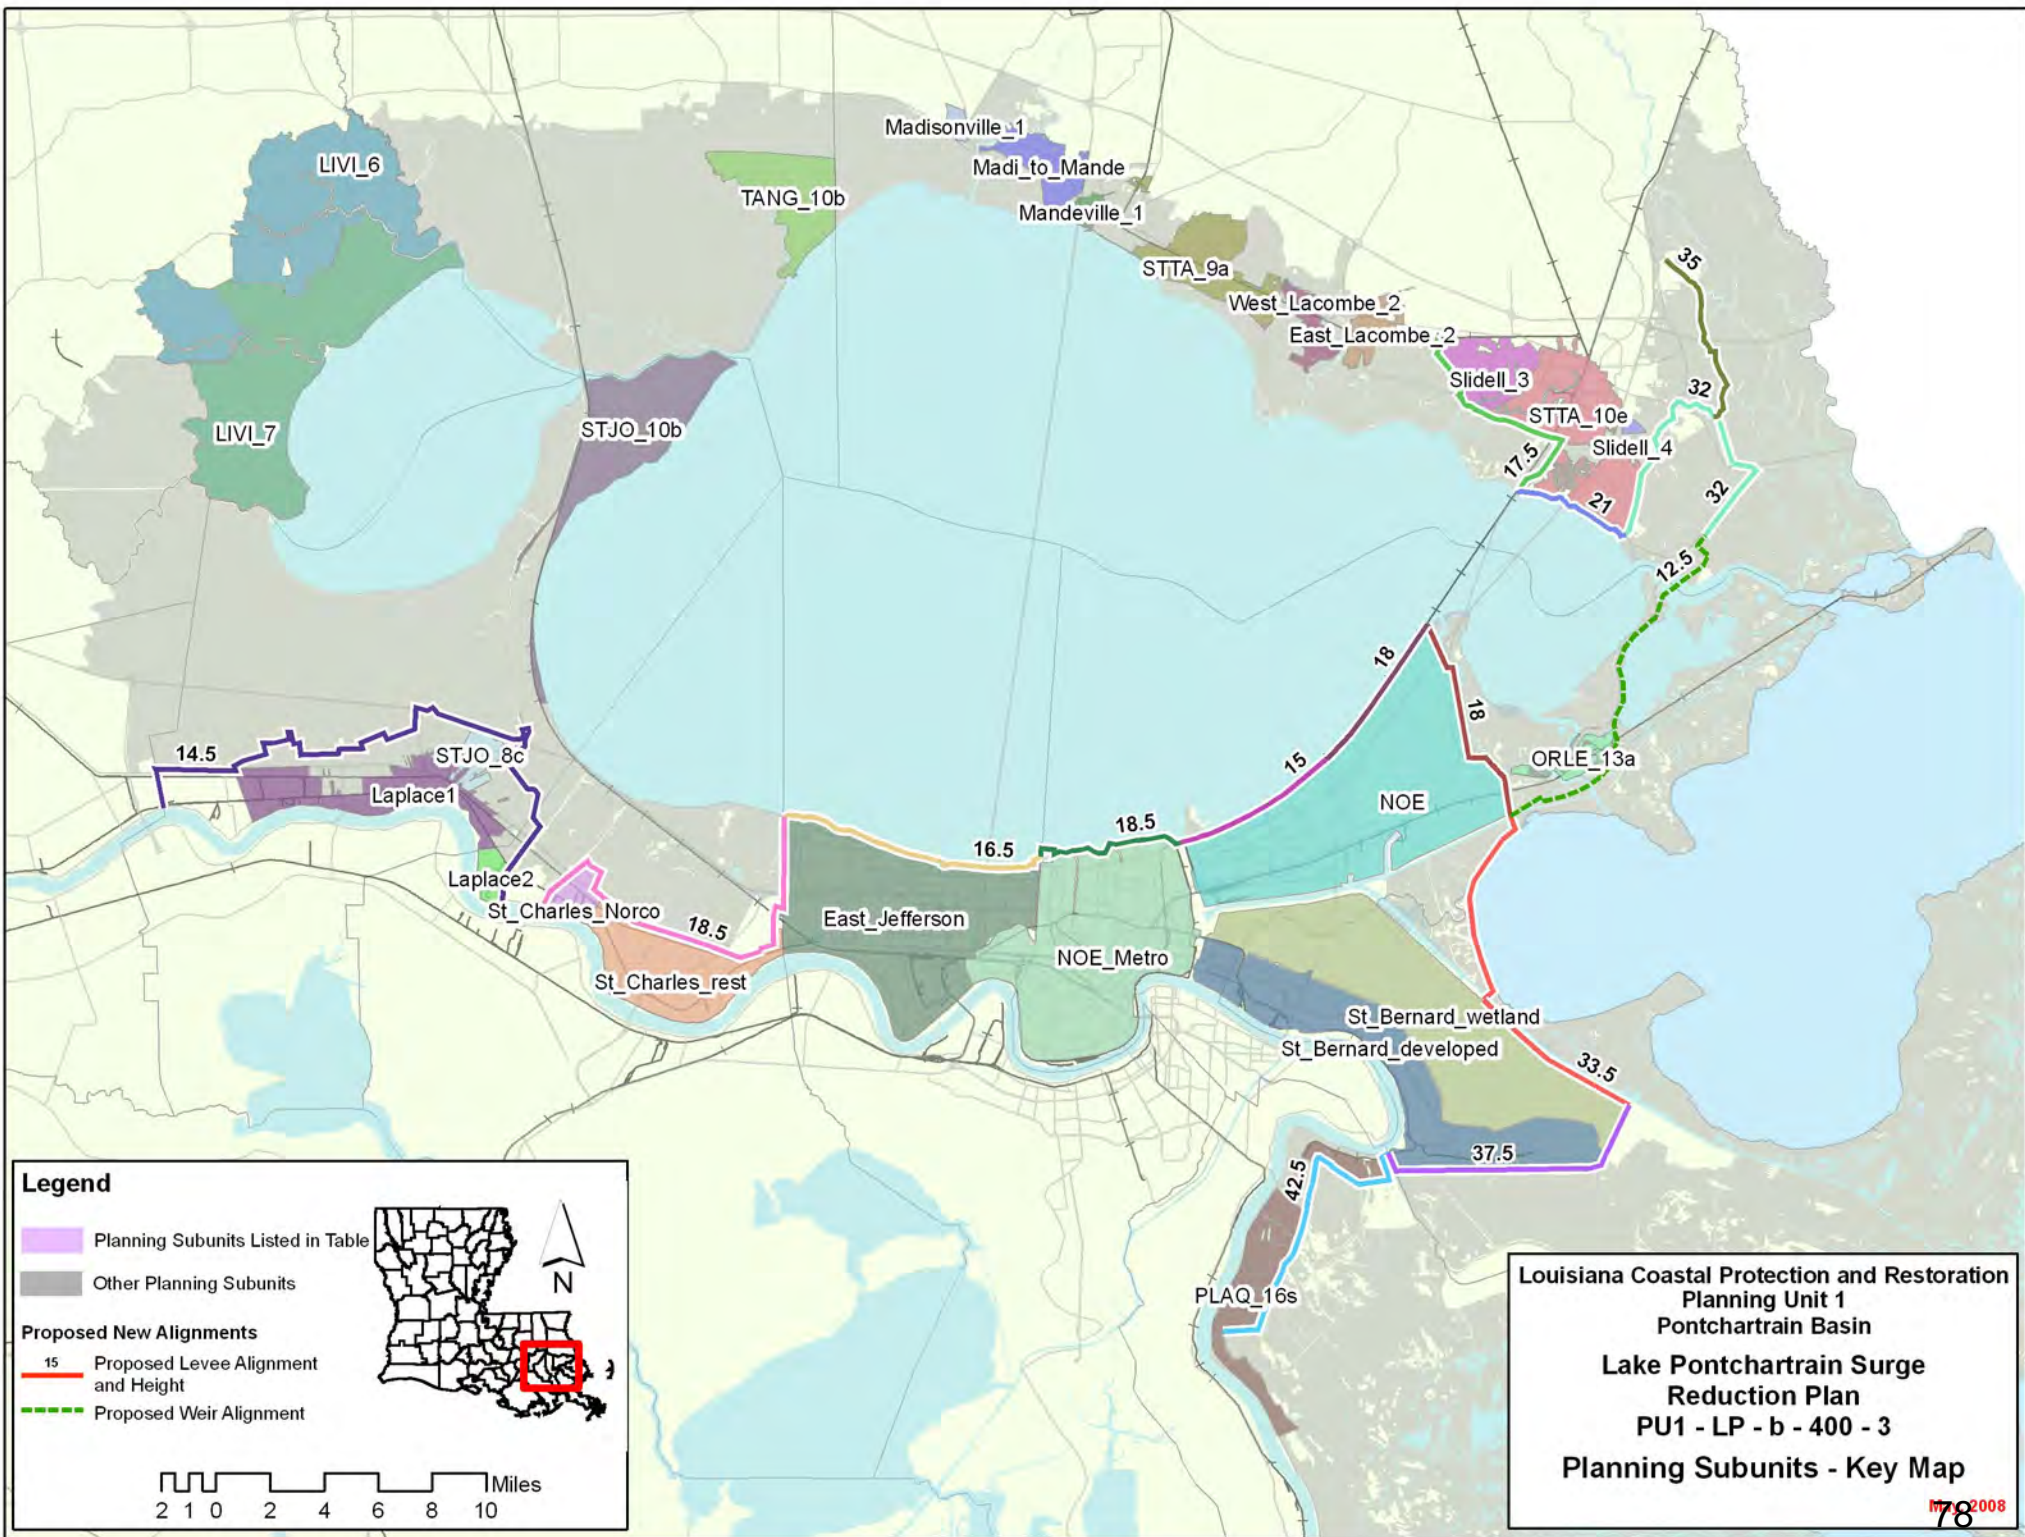 Madisonville_1
LIVI_6
Madi_to_Mande
TANG_10b
Mandeville_1
STTA_9a
35
West_Lacombe_2
East_Lacombe_2
Slidell_3
32
STTA_10e
LIVI_7
STJO_10b
Slidell_4
17.5
32
21
12.5
18
18
14.5
STJO_8c
ORLE_13a
15
Laplace1
NOE
18.5
16.5
Laplace2
St_Charles_Norco
18.5
East_Jefferson
NOE_Metro
St_Charles_rest
St_Bernard_wetland
St_Bernard_developed
33.5
37.5
42.5
PLAQ_16s
Legend
Planning Subunits Listed in Table
Other Planning Subunits
Proposed New Alignments
15
Proposed Levee Alignment
and Height
Proposed Weir Alignment
N
Miles
2 1 0 2 4 6 8 10
Louisiana Coastal Protection and Restoration
Planning Unit 1
Pontchartrain Basin
Lake Pontchartrain Surge
Reduction Plan
PU1 - LP - b - 400 - 3
Planning Subunits - Key Map
May, 2008
78